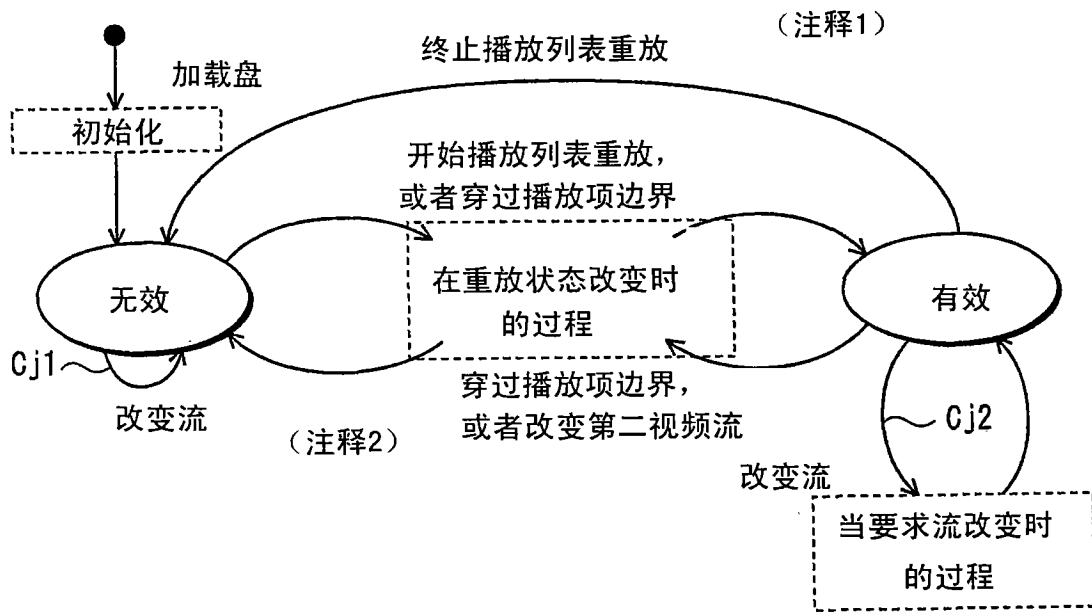 （注释1）
终止播放列表重放
加载盘
初始化
开始播放列表重放，
或者穿过播放项边界
无效
在重放状态改变时
的过程
有效
Cj1
改变流
（注释2）
穿过播放项边界，
或者改变第二视频流
Cj2
改变流
当要求流改变时
的过程